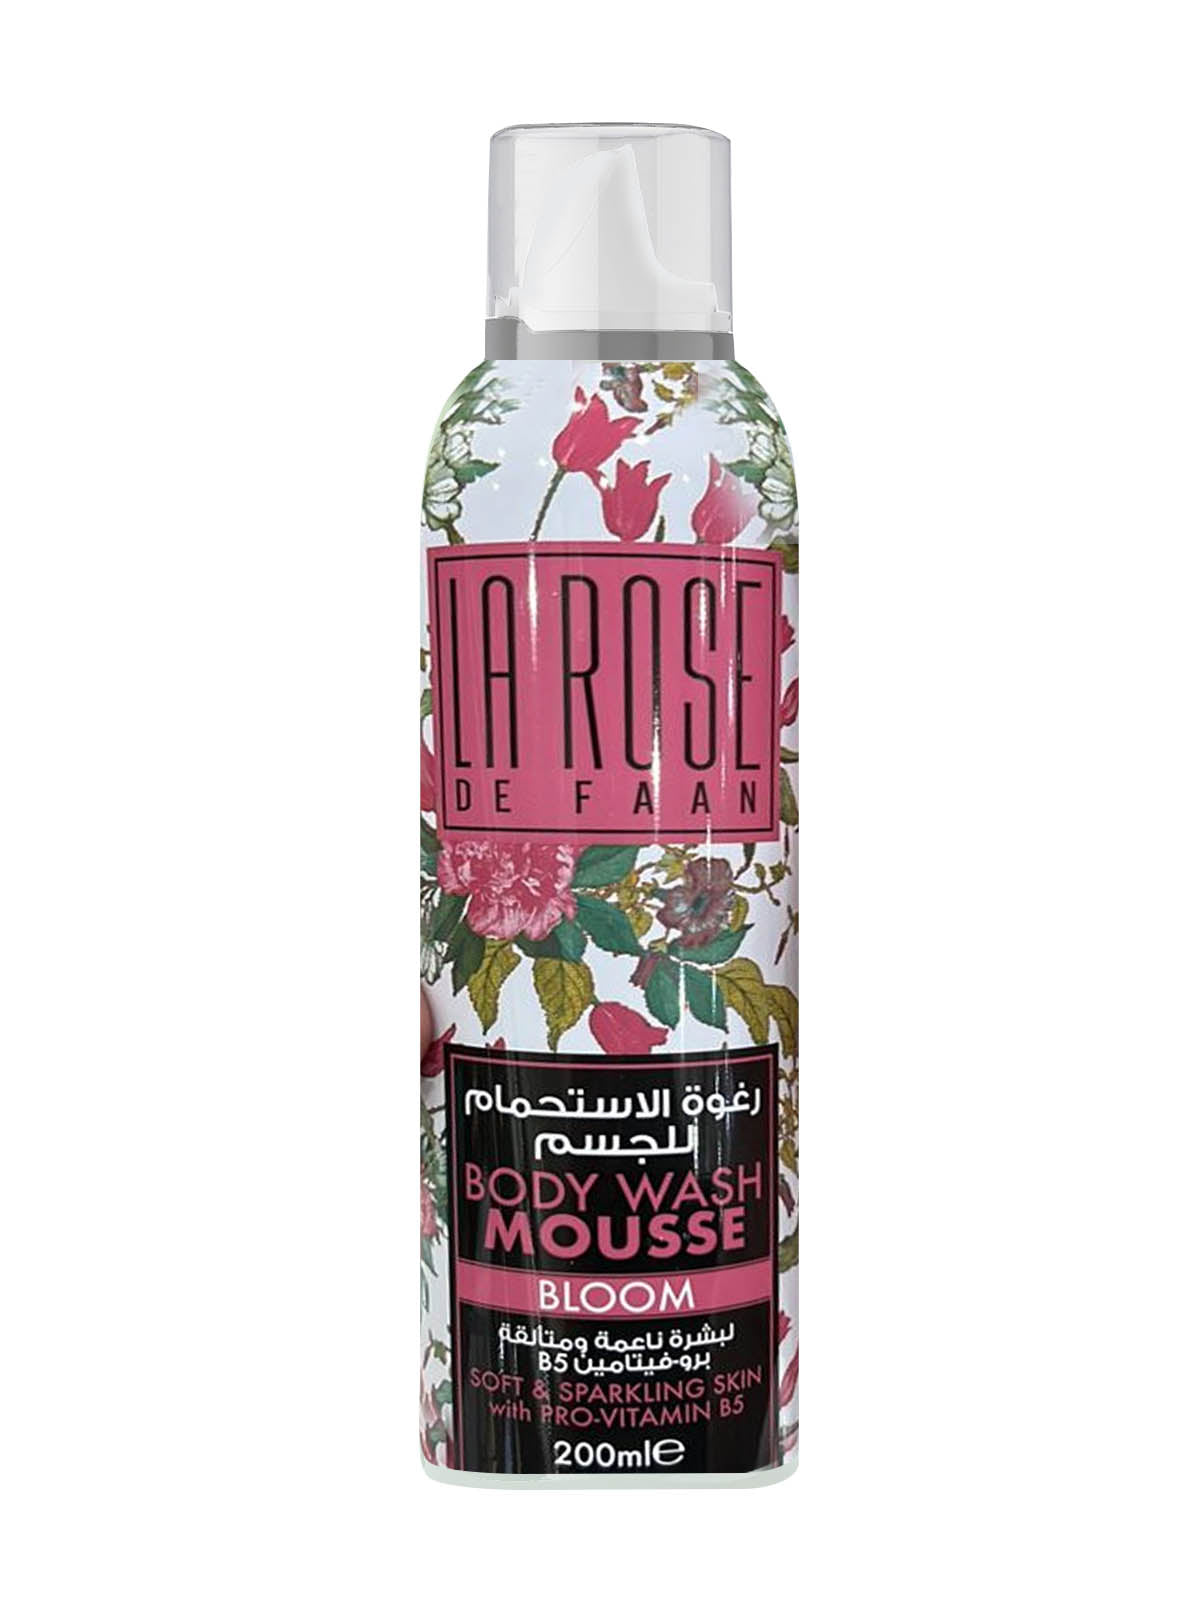 LA ROSE
DE FAAN
رغوة الاستحمام
للجسم
BODY WASH
MOUSSE
BLOOM
لبشرة ناعمة ومتألقة
برو-فيتامين B5
SOFT & SPARKLING SKIN
with PRO-VITAMIN B5
200ml℮